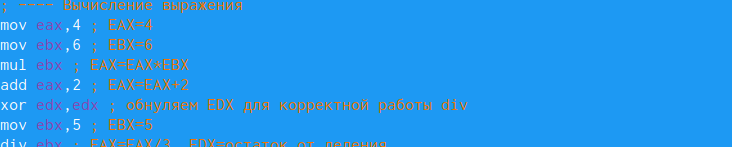 ; ---- Вычисление выражения
mov eax,4 ; EAX=4
mov ebx,6 ; EBX=6
mul ebx ; EAX=EAX*EBX
add eax,2 ; EAX=EAX+2
xor edx,edx ; обнуляем EDX для корректной работы div
mov ebx,5 ; EBX=5
div ebx ; EAX=EAX/3, EDX=остаток от деления